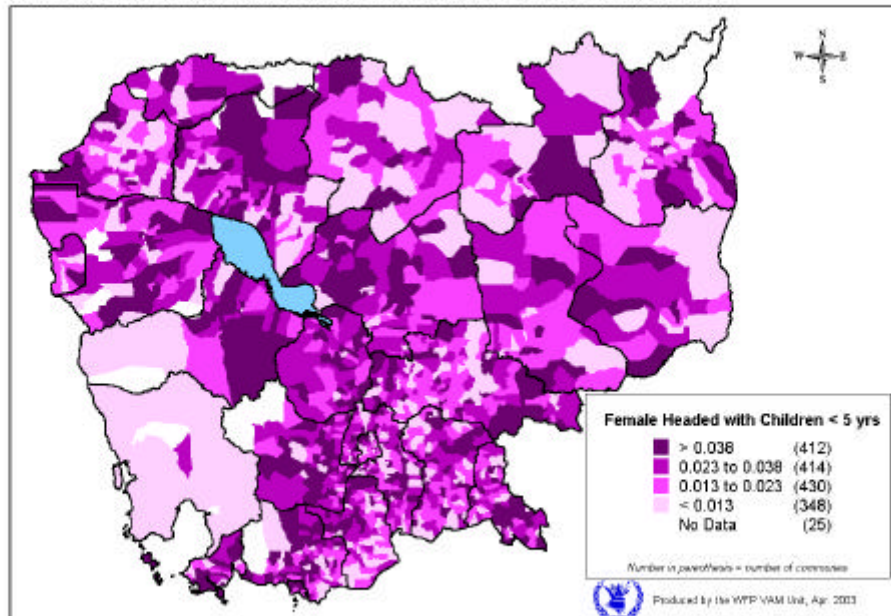 N
W E
S
Female Headed with Children < 5 yrs
> 0.038 (412)
0.023 to 0.038 (414)
0.013 to 0.023 (430)
< 0.013 (348)
No Data (25)
Number in parenthesis = number of communes
Produced by the WFP VAM Unit, Apr. 2003